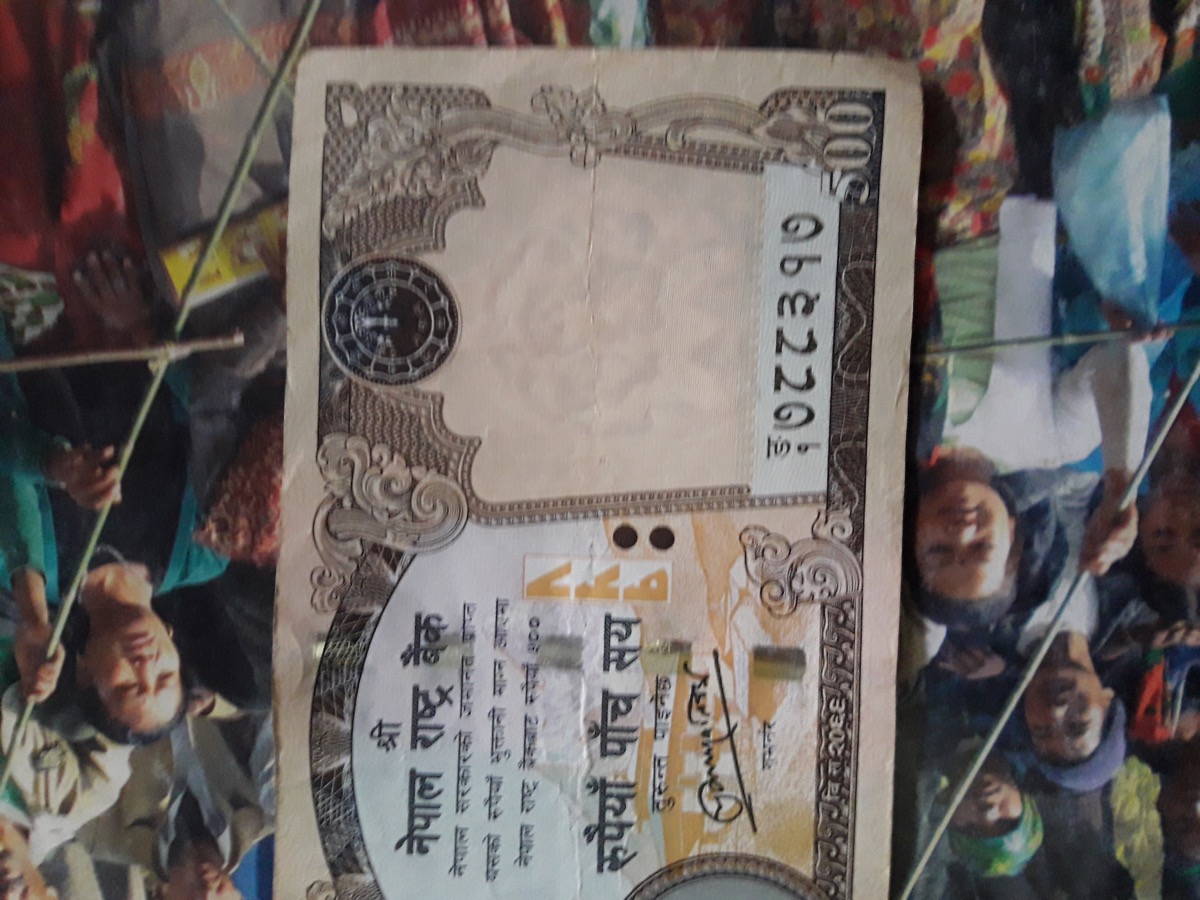 श्री
नेपाल राष्ट्र बैंक
नेपाल सरकारको जमानत प्राप्त
यसको रुपैयाँ भुक्तानी माग्न आएमा
नेपाल राष्ट्र बैंकबाट रुपैयाँ ५००
रुपैयाँ पाँच सय
तुरुन्त पाइनेछ
गभर्नर
वि सं २०६६
ङ १ ७८८३१७
500